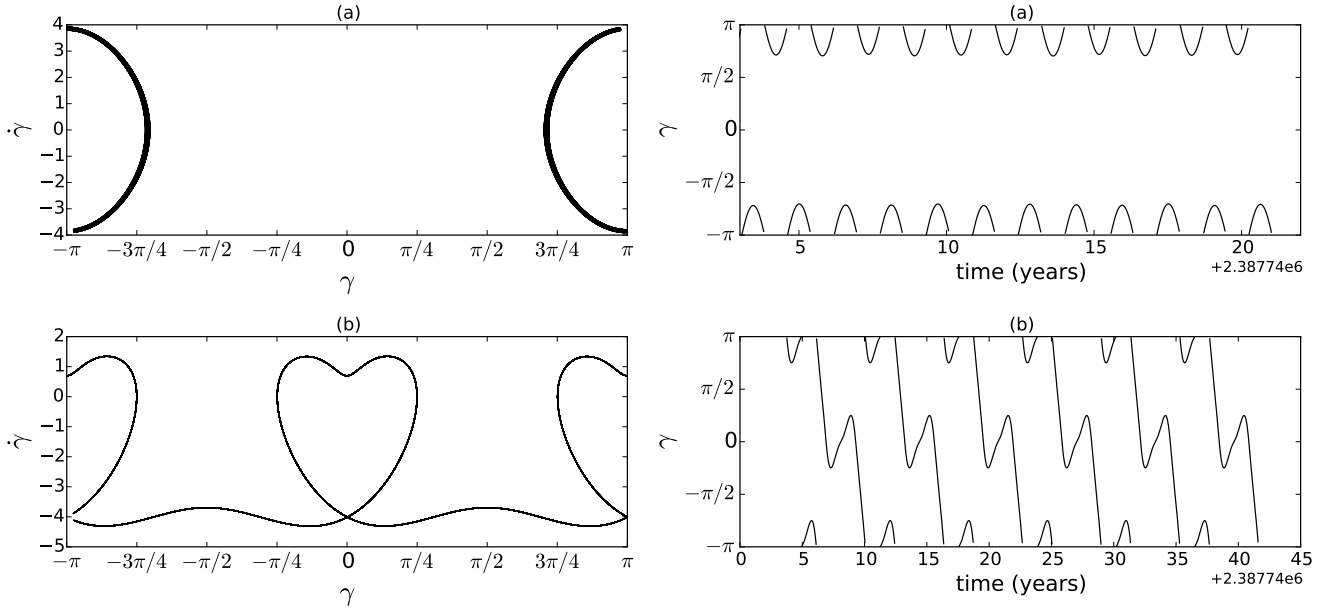 (a)
4
3
2
1
0
−1
−2
−3
−4
γ̇
−π −3π/4 −π/2 −π/4 0 π/4 π/2 3π/4 π
γ
(a)
π
π/2
0
−π/2
−π
γ
5 10 15 20
time (years)
+2.38774e6
(b)
2
1
0
−1
−2
−3
−4
−5
γ̇
−π −3π/4 −π/2 −π/4 0 π/4 π/2 3π/4 π
γ
(b)
π
π/2
0
−π/2
−π
γ
0 5 10 15 20 25 30 35 40 45
time (years)
+2.38774e6